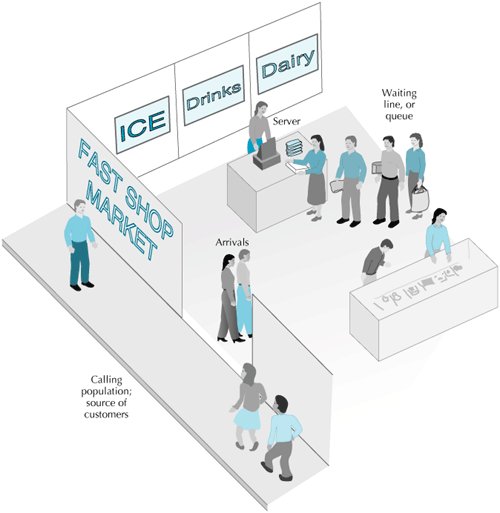 ICE
Drinks
Dairy
FAST SHOP
MARKET
Server
Waiting
line, or
queue
Arrivals
Calling
population;
source of
customers